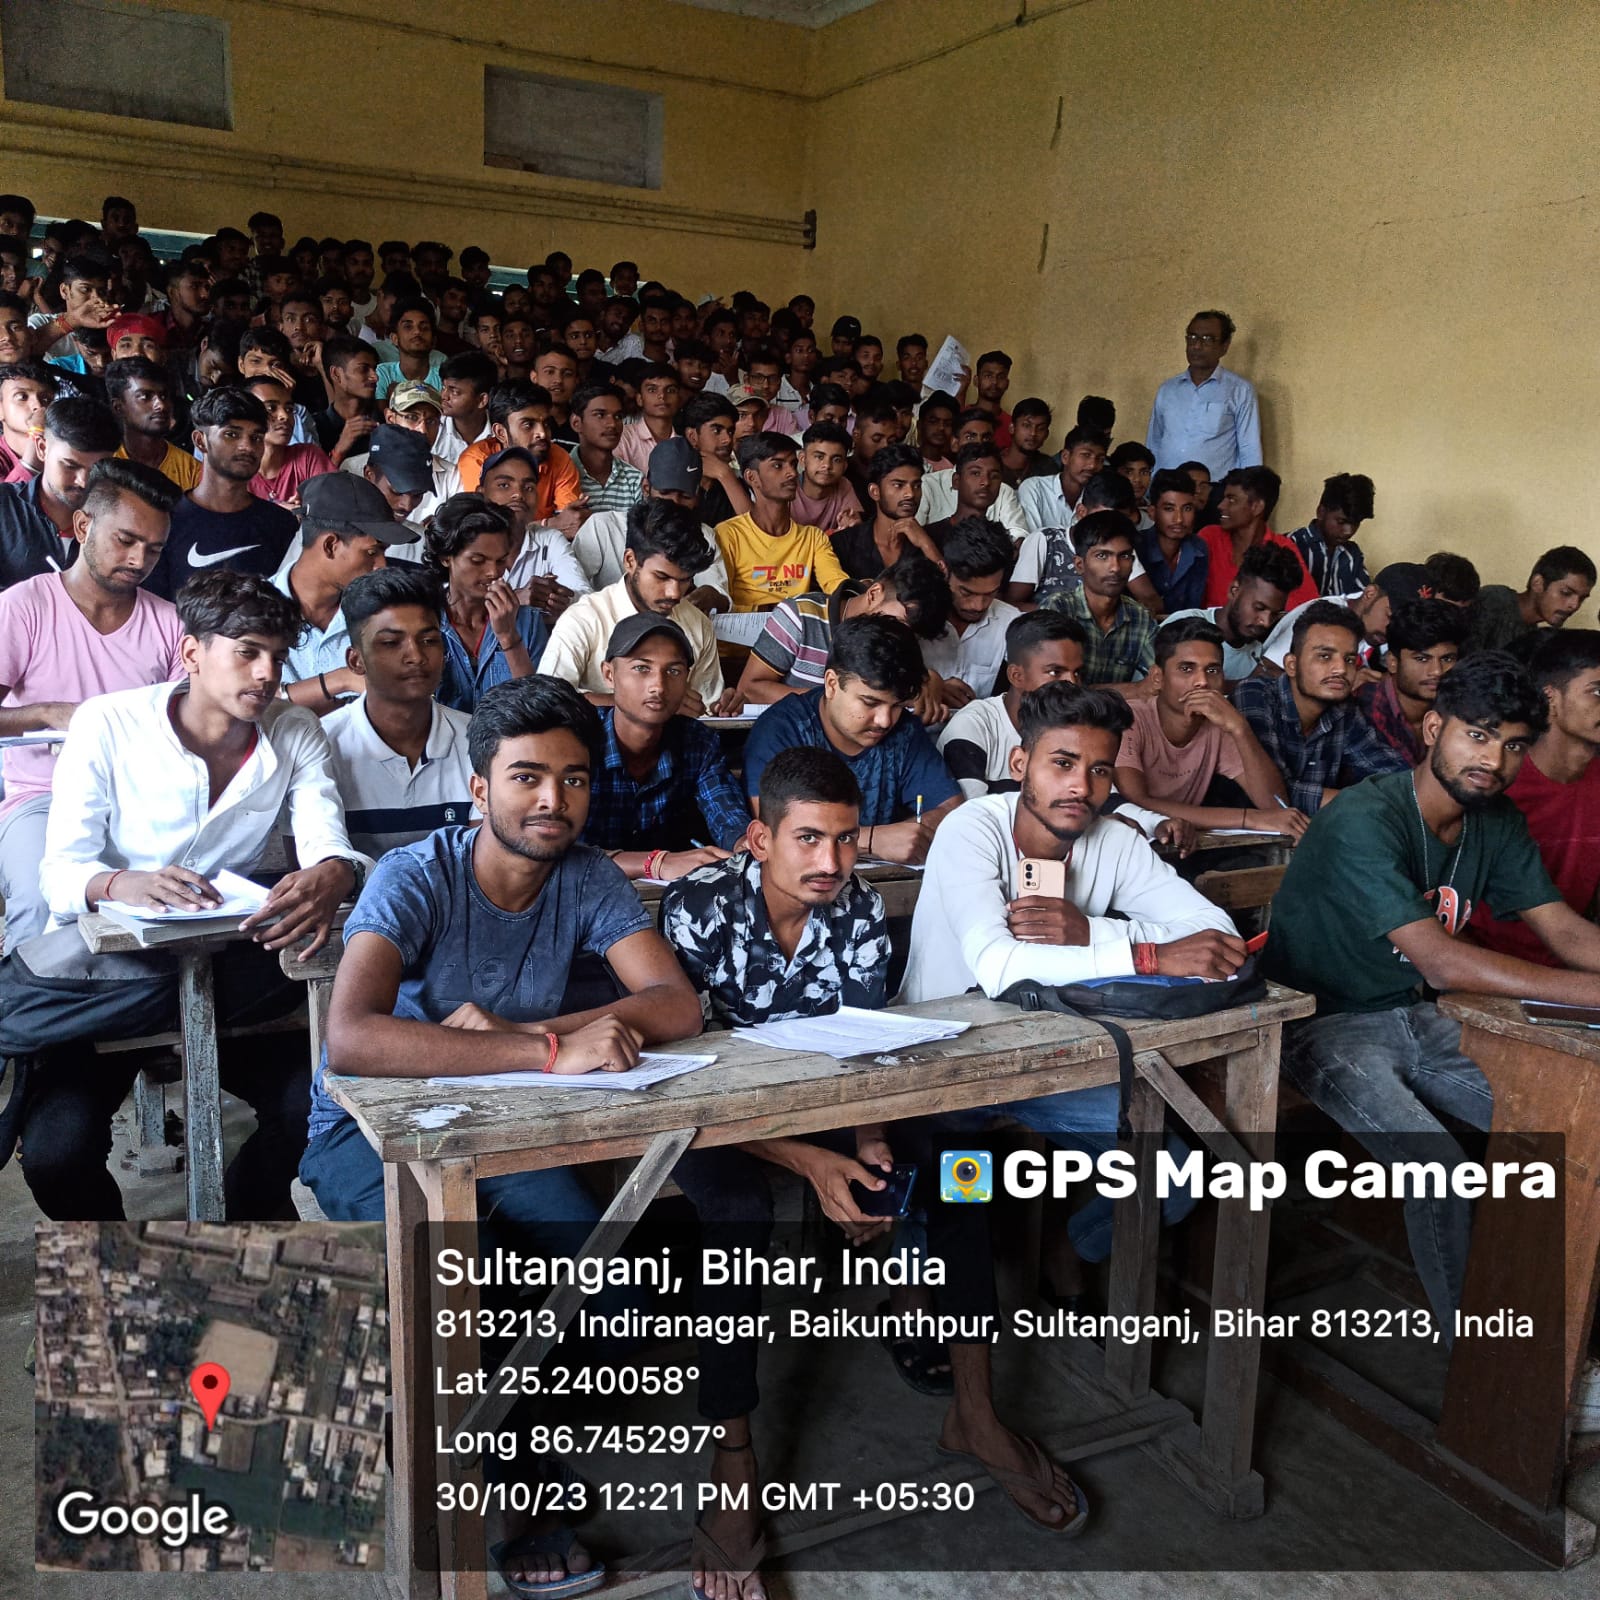 GPS Map Camera
Sultanganj, Bihar, India
813213, Indiranagar, Baikunthpur, Sultanganj, Bihar 813213, India
Lat 25.240058°
Long 86.745297°
30/10/23 12:21 PM GMT +05:30
Google